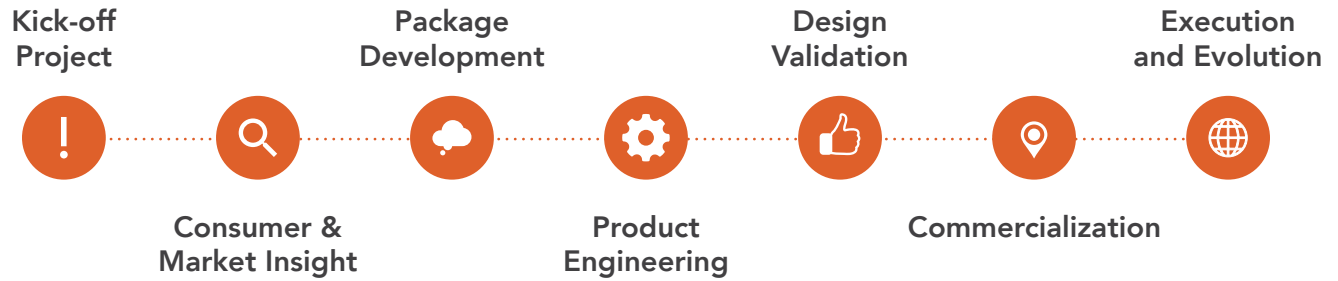 Kick-off
Project
Consumer &
Market Insight
Package
Development
Product
Engineering
Design
Validation
Commercialization
Execution
and Evolution